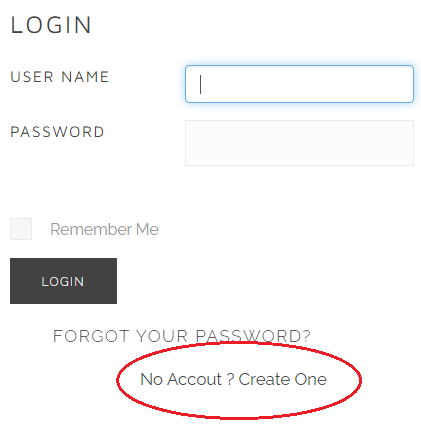 LOGIN
USER NAME
PASSWORD
Remember Me
LOGIN
FORGOT YOUR PASSWORD?
No Accout ? Create One